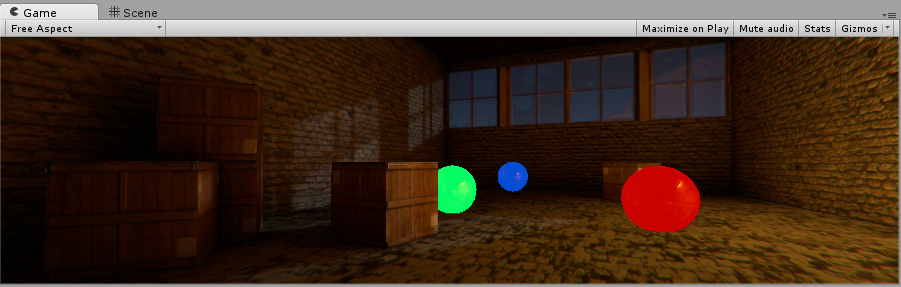 Game Scene
Free Aspect Maximize on Play Mute audio Stats Gizmos